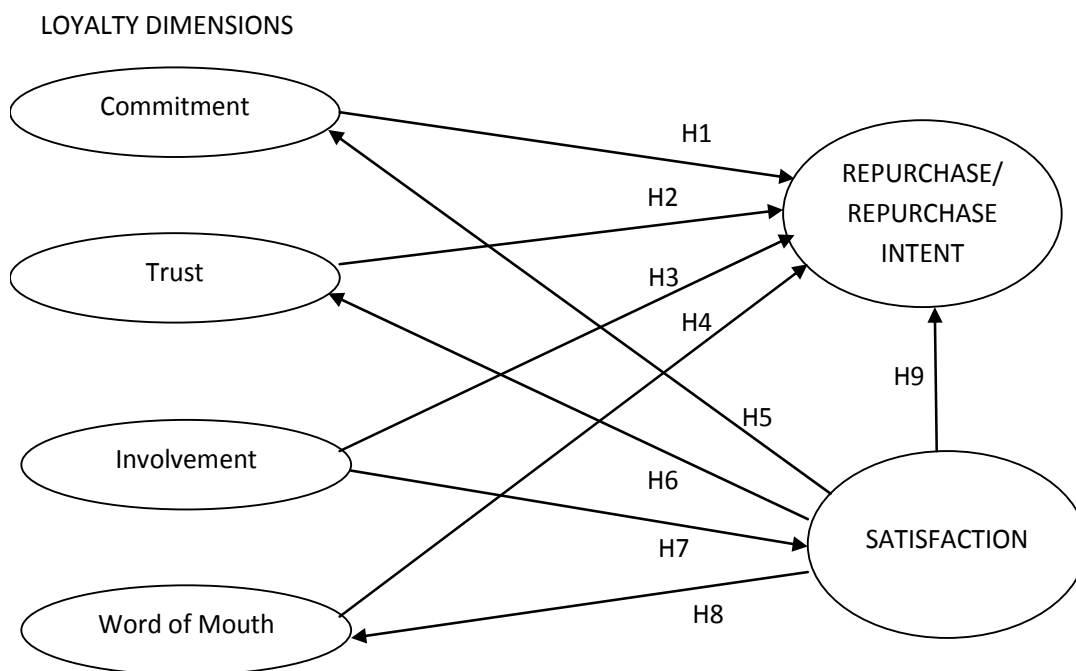 LOYALTY DIMENSIONS
Commitment
H1
REPURCHASE/
REPURCHASE
INTENT
H2
Trust
H3
H4
H9
H5
Involvement
H6
SATISFACTION
H7
H8
Word of Mouth